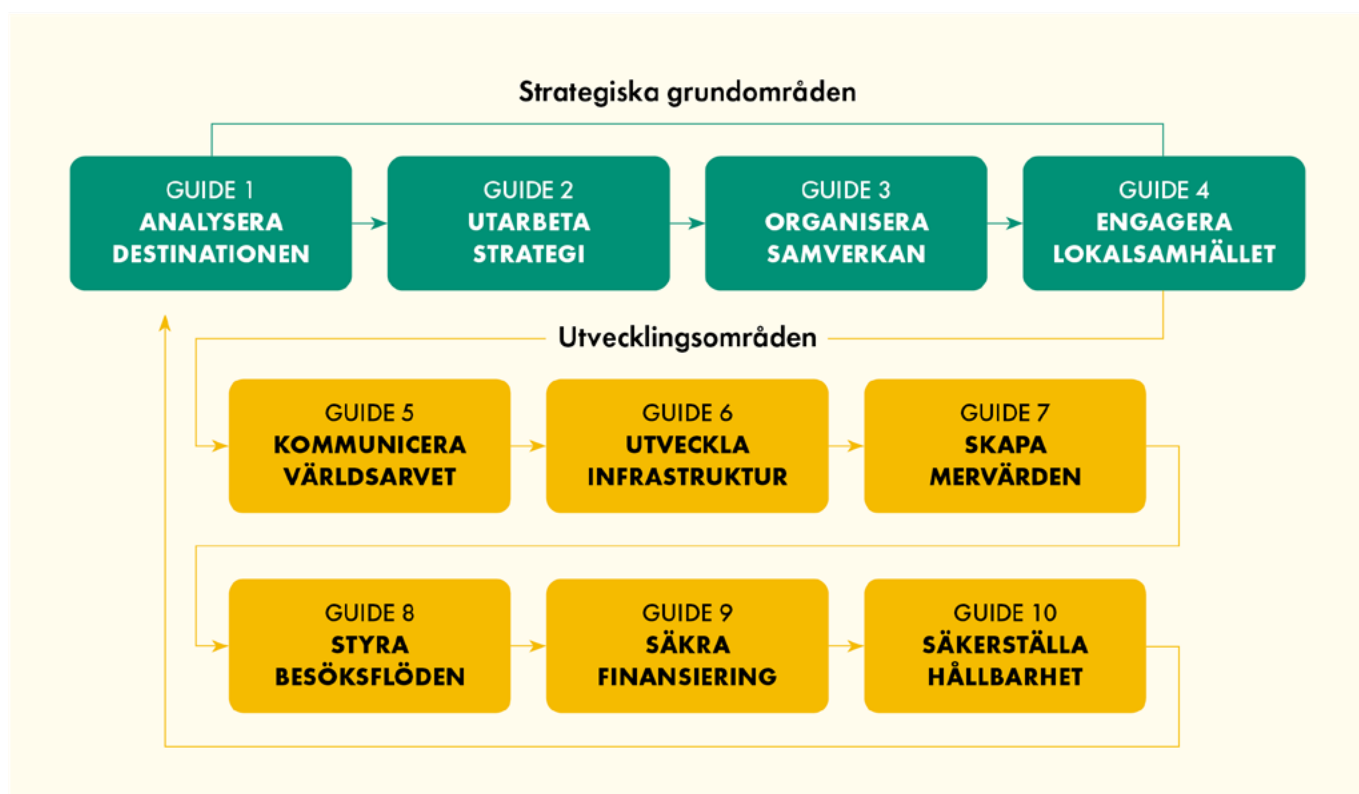 Strategiska grundområden
GUIDE 1
ANALYSERA
DESTINATIONEN
GUIDE 2
UTARBETA
STRATEGI
GUIDE 3
ORGANISERA
SAMVERKAN
GUIDE 4
ENGAGERA
LOKALSAMHÄLLET
Utvecklingsområden
GUIDE 5
KOMMUNICERA
VÄRLDSARVET
GUIDE 6
UTVECKLA
INFRASTRUKTUR
GUIDE 7
SKAPA
MERVÄRDEN
GUIDE 8
STYRA
BESÖKSFLÖDEN
GUIDE 9
SÄKRA
FINANSIERING
GUIDE 10
SÄKERSTÄLLA
HÅLLBARHET